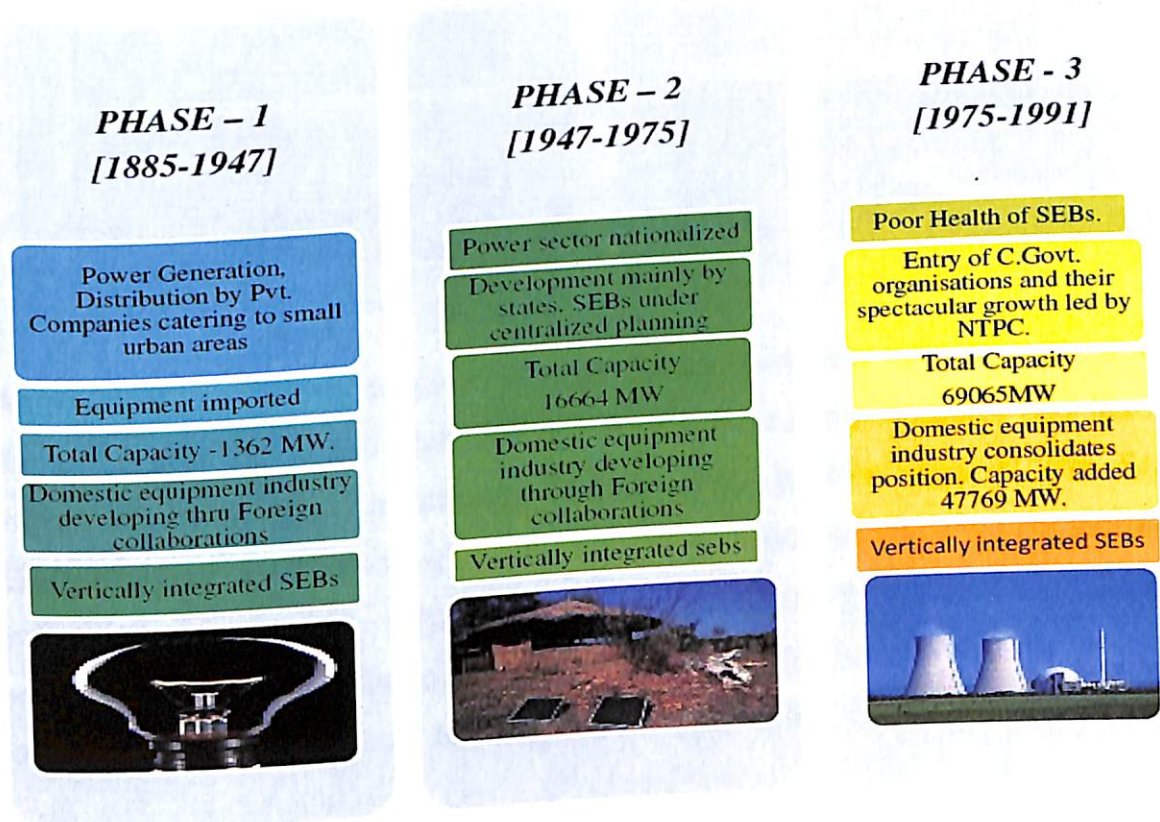 PHASE – 1
[1885-1947]
Power Generation,
Distribution by Pvt.
Companies catering to small
urban areas
Equipment imported
Total Capacity -1362 MW.
Domestic equipment industry
developing thru Foreign
collaborations
Vertically integrated SEBs
PHASE – 2
[1947-1975]
Power sector nationalized
Development mainly by
states. SEBs under
centralized planning
Total Capacity
16664 MW
Domestic equipment
industry developing
through Foreign
collaborations
Vertically integrated sebs
PHASE - 3
[1975-1991]
Poor Health of SEBs.
Entry of C.Govt.
organisations and their
spectacular growth led by
NTPC.
Total Capacity
69065MW
Domestic equipment
industry consolidates
position. Capacity added
47769 MW.
Vertically integrated SEBs